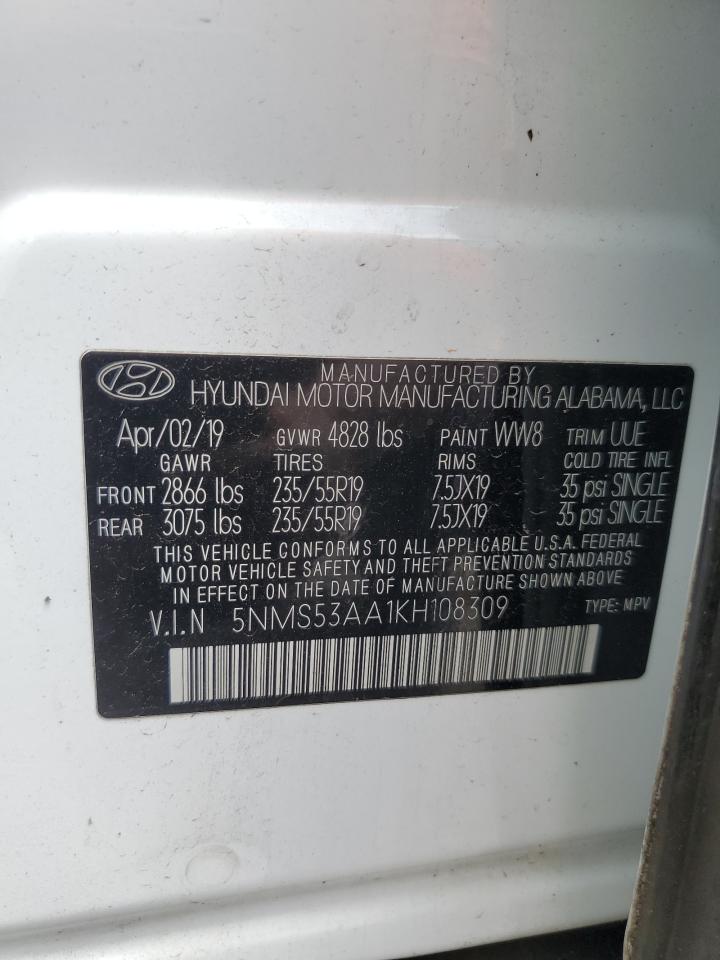 MANUFACTURED BY
HYUNDAI MOTOR MANUFACTURING ALABAMA, LLC
Apr/02/19 GVWR 4828 lbs PAINT WW8 TRIM UUE
GAWR TIRES RIMS COLD TIRE INFL
FRONT 2866 lbs 235/55R19 7.5JX19 35 psi SINGLE
REAR 3075 lbs 235/55R19 7.5JX19 35 psi SINGLE
THIS VEHICLE CONFORMS TO ALL APPLICABLE U.S.A. FEDERAL
MOTOR VEHICLE SAFETY AND THEFT PREVENTION STANDARDS
IN EFFECT ON THE DATE OF MANUFACTURE SHOWN ABOVE
V.I.N 5NMS53AA1KH108309 TYPE: MPV